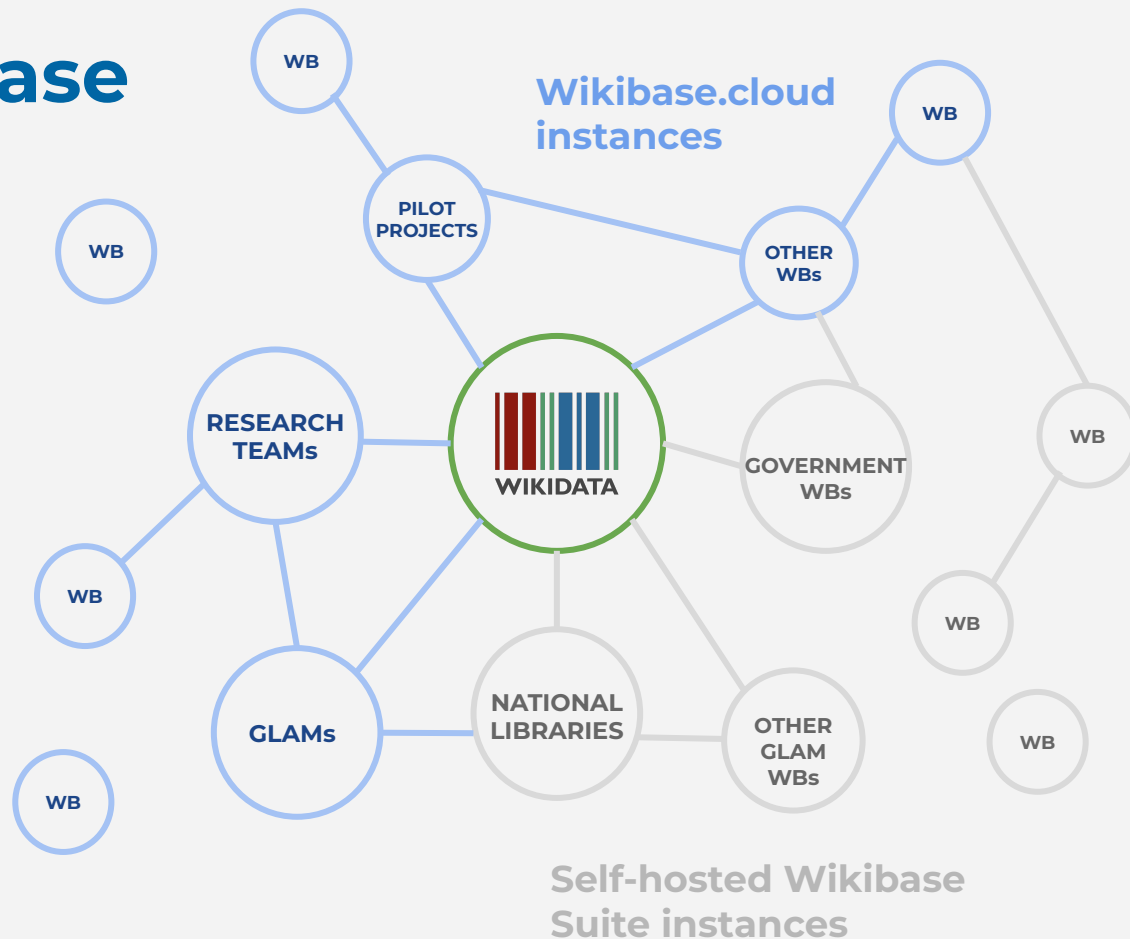 ase
WB
Wikibase.cloud
instances
WB
PILOT
PROJECTS
WB
OTHER
WBs
RESEARCH
TEAMs
WIKIDATA
GOVERNMENT
WBs
WB
WB
WB
NATIONAL
LIBRARIES
GLAMs
OTHER
GLAM
WBs
WB
WB
Self-hosted Wikibase
Suite instances